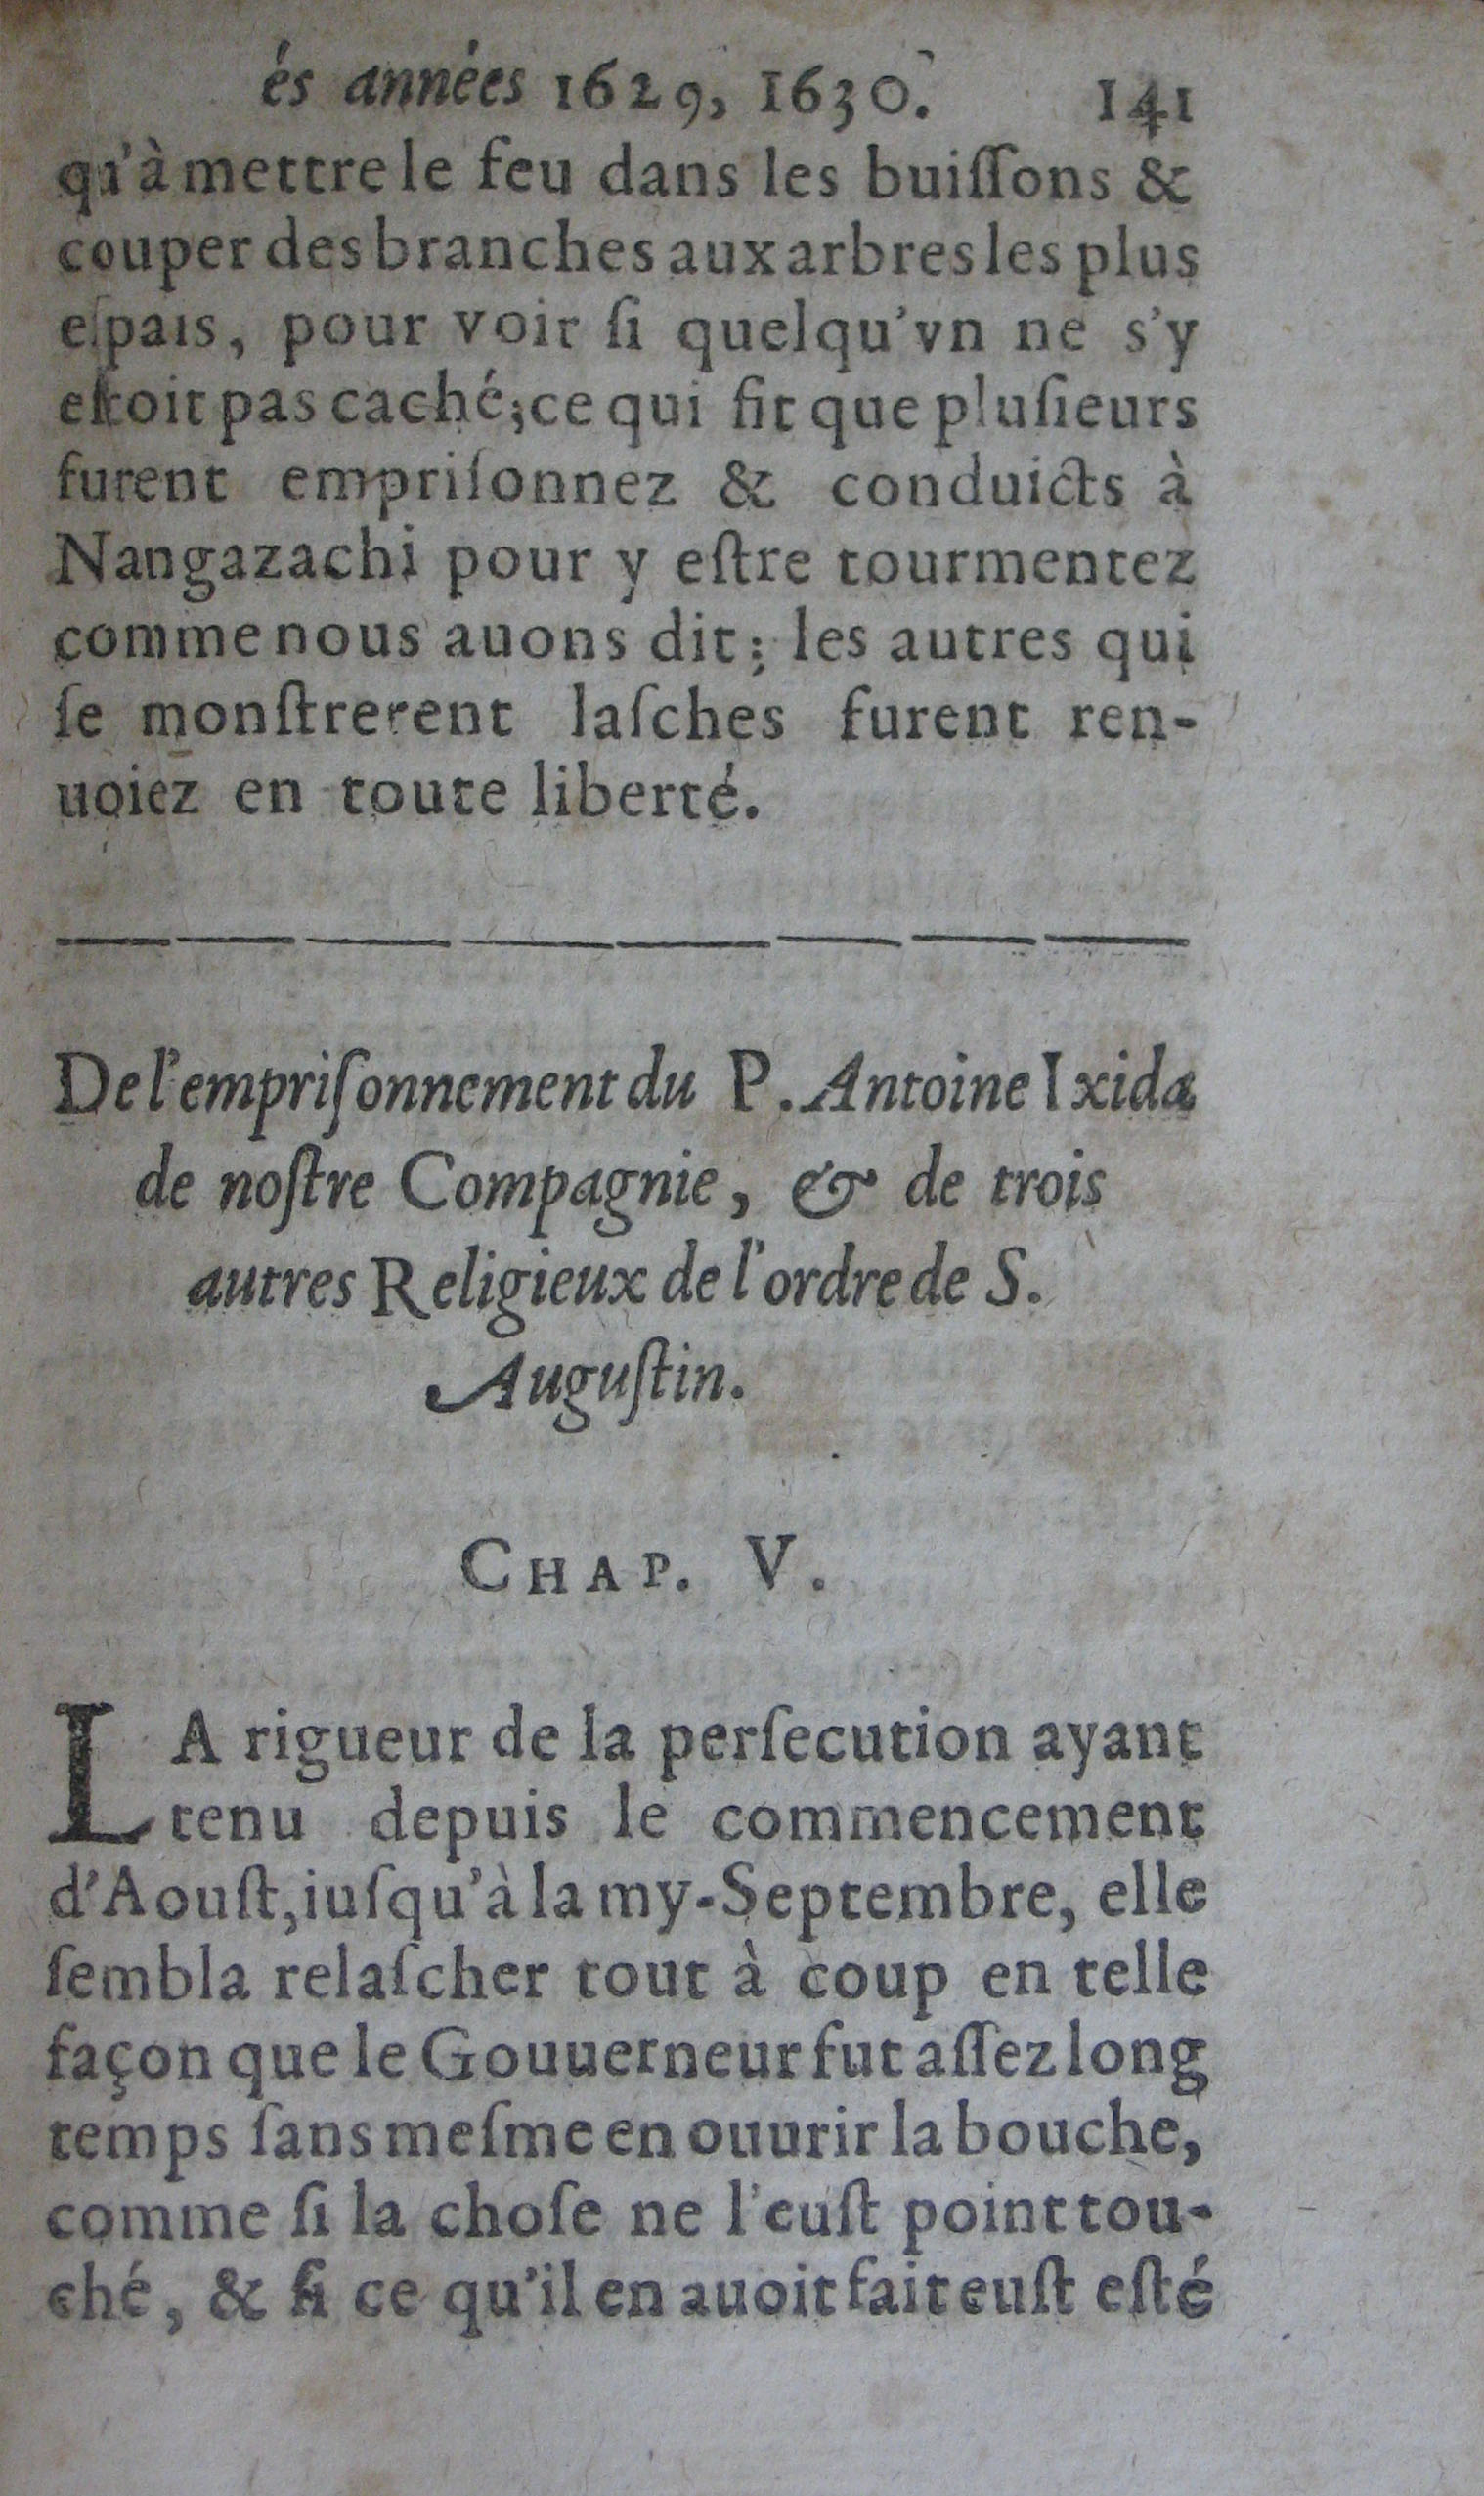 és années 1629, 1630. 141
qu'à mettre le feu dans les buiſſons &
couper des branches aux arbres les plus
eſpais, pour voir ſi quelqu'vn ne s'y
eſtoit pas caché; ce qui fit que pluſieurs
furent empriſonnez & conduicts à
Nangazachi pour y eſtre tourmentez
comme nous auons dit; les autres qui
ſe monſtrerent laſches furent ren-
uoiez en toute liberté.
De l'empriſonnement du P. Antoine Ixida
de noſtre Compagnie, & de trois
autres Religieux de l'ordre de S.
Auguſtin.
CHAP. V.
LA rigueur de la perſecution ayant
tenu depuis le commencement
d'Aouſt, iuſqu'à la my-Septembre, elle
ſembla relaſcher tout à coup en telle
façon que le Gouuerneur fut aſſez long
temps ſans meſme en ouurir la bouche,
comme ſi la choſe ne l'euſt point tou-
ché, & ſi ce qu'il en auoit fait euſt eſté